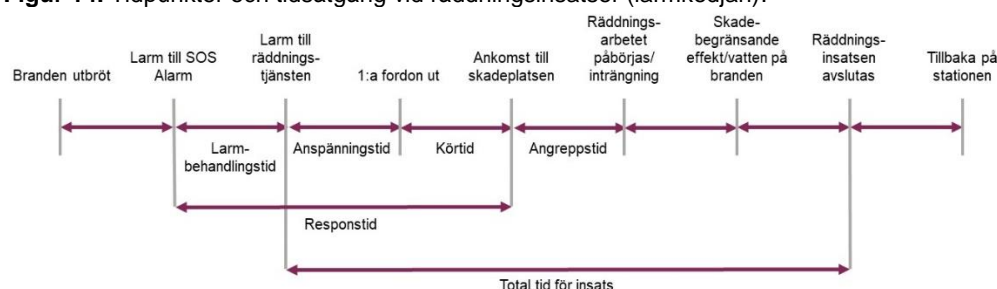 Tidpunkter och tidsåtgång vid räddningsinsatser (larmkedjan).
Branden utbröt
Larm till SOS
Alarm
Larm till
räddnings-
tjänsten
1:a fordon ut
Ankomst till
skadeplatsen
Räddnings-
arbetet
påbörjas/
inträngning
Skade-
begränsande
effekt/vatten på
branden
Räddnings-
insatsen
avslutas
Tillbaka på
stationen
Larm-
behandlingstid
Anspänningstid
Körtid
Angreppstid
Responstid
Total tid för insats